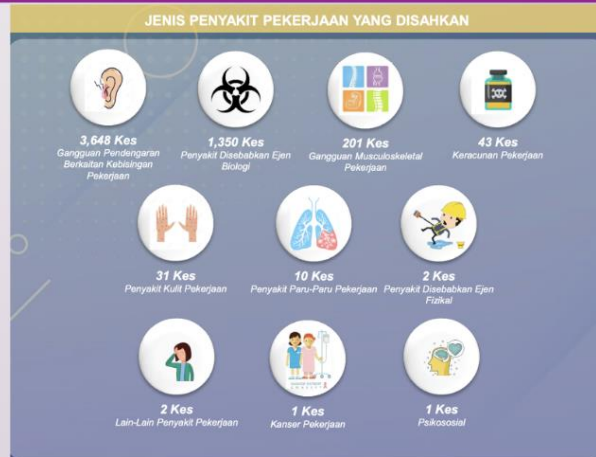 JENIS PENYAKIT PEKERJAAN YANG DISAHKAN
3,648 Kes
Gangguan Pendengaran
Berkaitan Kebisingan
Pekerjaan
1,350 Kes
Penyakit Disebabkan Ejen
Biologi
201 Kes
Gangguan Musculoskeletal
Pekerjaan
43 Kes
Keracunan Pekerjaan
31 Kes
Penyakit Kulit Pekerjaan
10 Kes
Penyakit Paru-Paru Pekerjaan
2 Kes
Penyakit Disebabkan Ejen
Fizikal
2 Kes
Lain-Lain Penyakit Pekerjaan
1 Kes
Kanser Pekerjaan
1 Kes
Psikososial